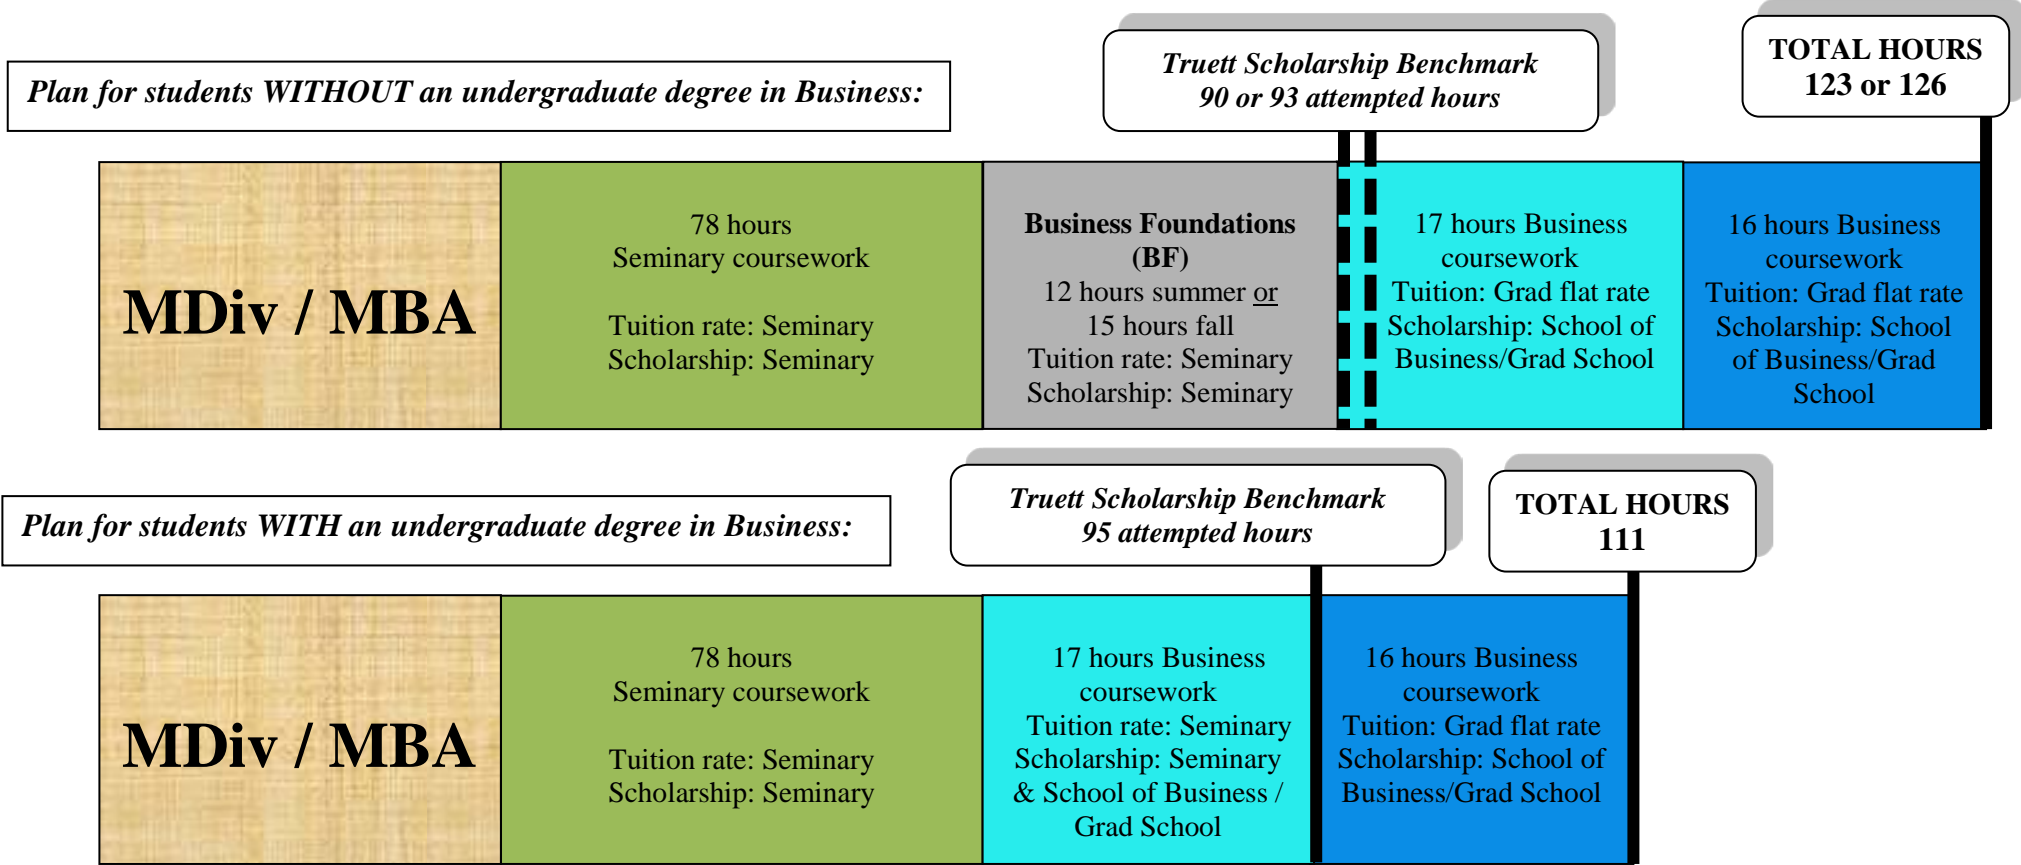 Plan for students WITHOUT an undergraduate degree in Business:
Truett Scholarship Benchmark
90 or 93 attempted hours
TOTAL HOURS
123 or 126
MDiv / MBA
78 hours
Seminary coursework
Tuition rate: Seminary
Scholarship: Seminary
Business Foundations
(BF)
12 hours summer or
15 hours fall
Tuition rate: Seminary
Scholarship: Seminary
17 hours Business
coursework
Tuition: Grad flat rate
Scholarship: School of
Business/Grad School
16 hours Business
coursework
Tuition: Grad flat rate
Scholarship: School
of Business/Grad
School
Plan for students WITH an undergraduate degree in Business:
Truett Scholarship Benchmark
95 attempted hours
TOTAL HOURS
111
MDiv / MBA
78 hours
Seminary coursework
Tuition rate: Seminary
Scholarship: Seminary
17 hours Business
coursework
Tuition rate: Seminary
Scholarship: Seminary
& School of Business /
Grad School
16 hours Business
coursework
Tuition: Grad flat rate
Scholarship: School of
Business/Grad School